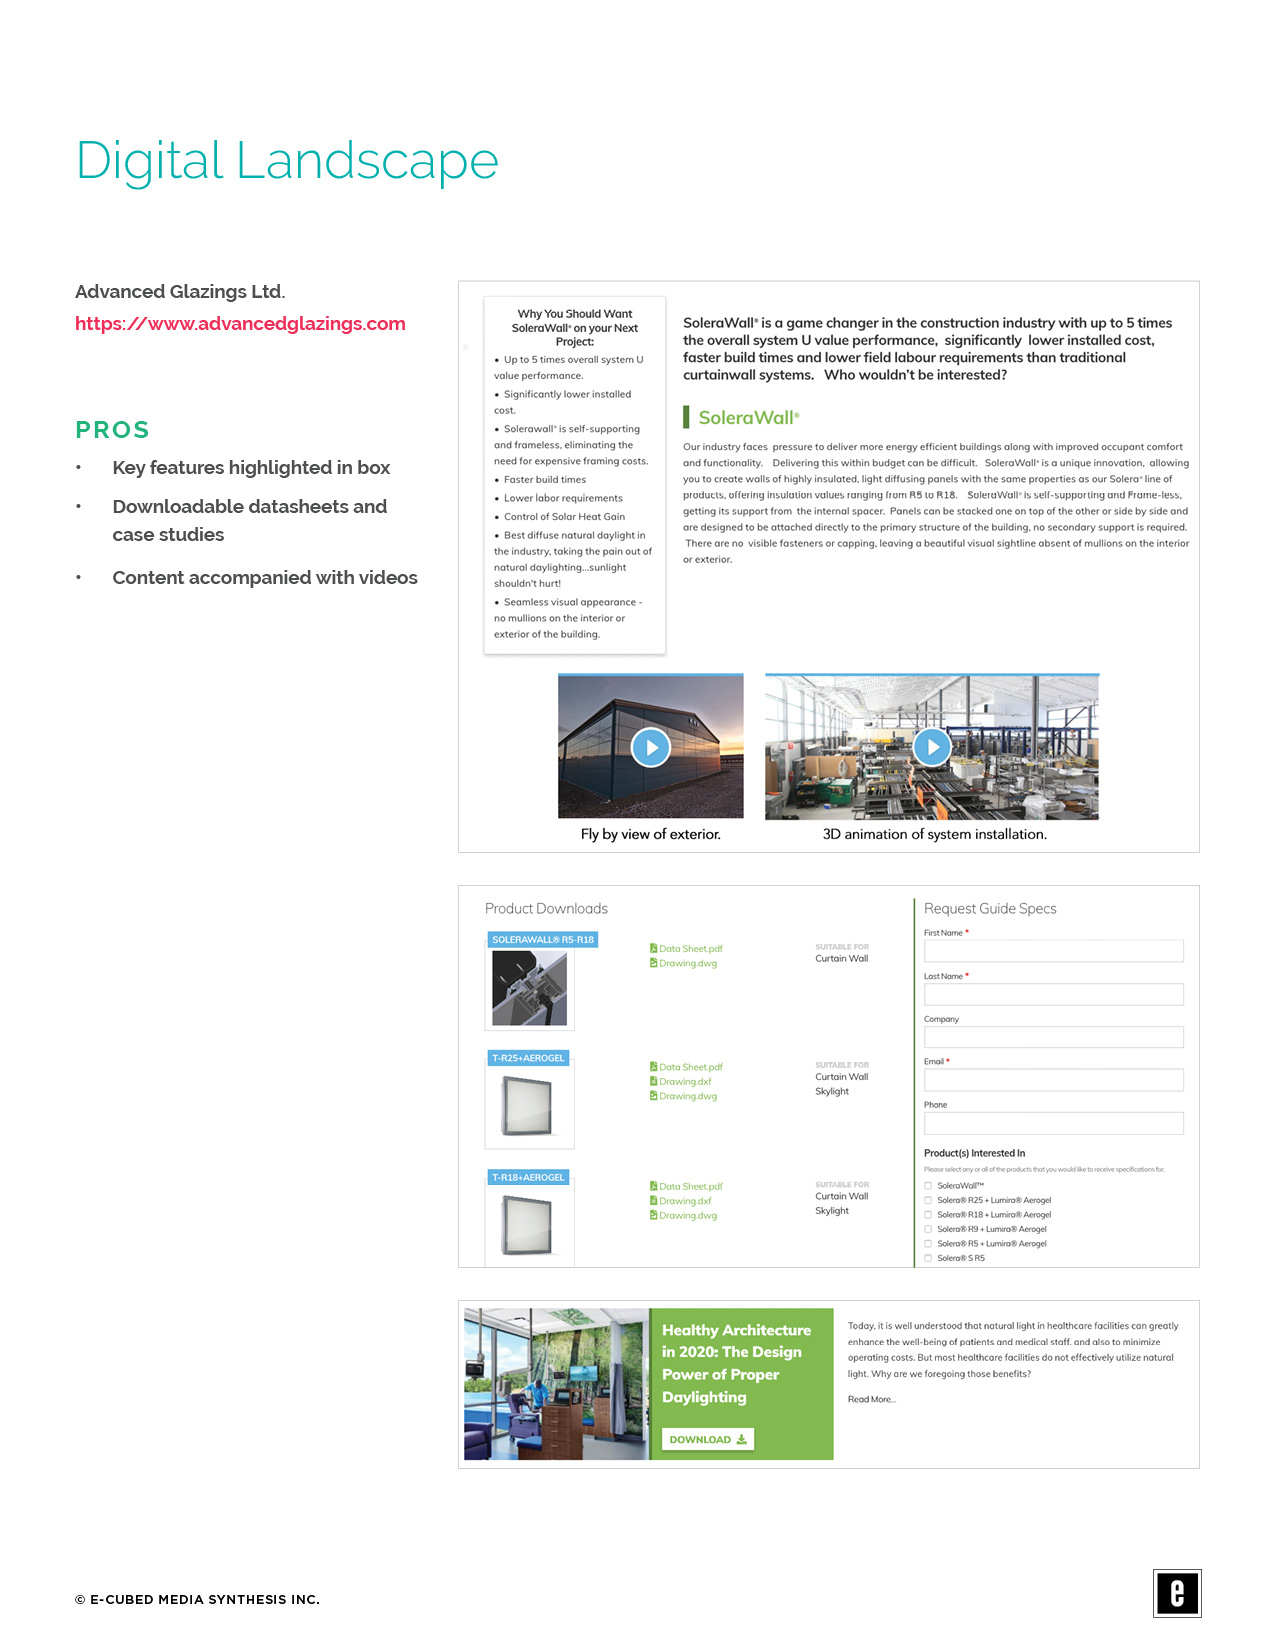 Digital Landscape
Advanced Glazings Ltd.
https://www.advancedglazings.com
PROS
• Key features highlighted in box
• Downloadable datasheets and
case studies
• Content accompanied with videos
Why You Should Want
SoleraWall® on your Next
Project:
• Up to 5 times overall system U
value performance.
• Significantly lower installed
cost.
• Solerawall® is self-supporting
and frameless, eliminating the
need for expensive framing costs.
• Faster build times
• Lower labor requirements
• Control of Solar Heat Gain
• Best diffuse natural daylight in
the industry, taking the pain out of
natural daylighting...sunlight
shouldn't hurt!
• Seamless visual appearance -
no mullions on the interior or
exterior of the building.
SoleraWall® is a game changer in the construction industry with up to 5 times
the overall system U value performance, significantly lower installed cost,
faster build times and lower field labour requirements than traditional
curtainwall systems. Who wouldn't be interested?
SoleraWall®
Our industry faces pressure to deliver more energy efficient buildings along with improved occupant comfort
and functionality. Delivering this within budget can be difficult. SoleraWall® is a unique innovation, allowing
you to create walls of highly insulated, light diffusing panels with the same properties as our Solera® line of
products, offering insulation values ranging from R5 to R18. SoleraWall® is self-supporting and Frame-less,
getting its support from the internal spacer. Panels can be stacked one on top of the other or side by side and
are designed to be attached directly to the primary structure of the building, no secondary support is required.
There are no visible fasteners or capping, leaving a beautiful visual sightline absent of mullions on the interior
or exterior.
Fly by view of exterior.
3D animation of system installation.
Product Downloads
SOLERAWALL® R5-R18
Data Sheet.pdf
Drawing.dwg
SUITABLE FOR
Curtain Wall
T-R25+AEROGEL
Data Sheet.pdf
Drawing.dxf
Drawing.dwg
SUITABLE FOR
Curtain Wall
Skylight
T-R18+AEROGEL
Data Sheet.pdf
Drawing.dxf
Drawing.dwg
SUITABLE FOR
Curtain Wall
Skylight
Request Guide Specs
First Name *
Last Name *
Company
Email *
Phone
Product(s) Interested In
Please select any or all of the products that you would like to receive specifications for.
SoleraWall™
Solera® R25 + Lumira® Aerogel
Solera® R18 + Lumira® Aerogel
Solera® R9 + Lumira® Aerogel
Solera® R5 + Lumira® Aerogel
Solera® S R5
Healthy Architecture
in 2020: The Design
Power of Proper
Daylighting
DOWNLOAD
Today, it is well understood that natural light in healthcare facilities can greatly
enhance the well-being of patients and medical staff. and also to minimize
operating costs. But most healthcare facilities do not effectively utilize natural
light. Why are we foregoing those benefits?
Read More...
© E-CUBED MEDIA SYNTHESIS INC.
e